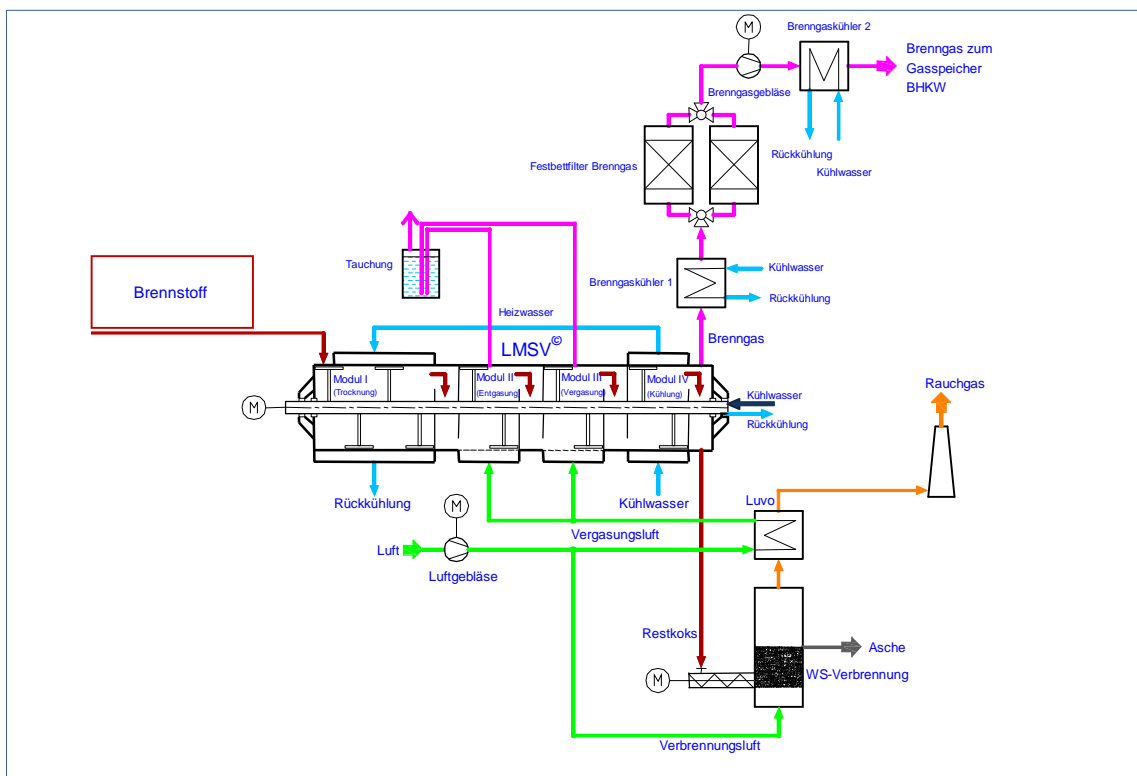 M
Brenngaskühler 2
Brenngas zum
Gasspeicher
BHKW
Brenngasgebläse
Rückkühlung
Kühlwasser
Festbettfilter Brenngas
Tauchung
Brenngaskühler 1
Kühlwasser
Rückkühlung
Brennstoff
Heizwasser
Brenngas
LMSV©
Modul I
(Trocknung)
Modul II
(Entgasung)
Modul III
(Vergasung)
Modul IV
(Kühlung)
M
Kühlwasser
Rückkühlung
Rauchgas
Rückkühlung
Kühlwasser
M
Luvo
Vergasungsluft
Luft
Luftgebläse
Restkoks
Asche
M
WS-Verbrennung
Verbrennungsluft